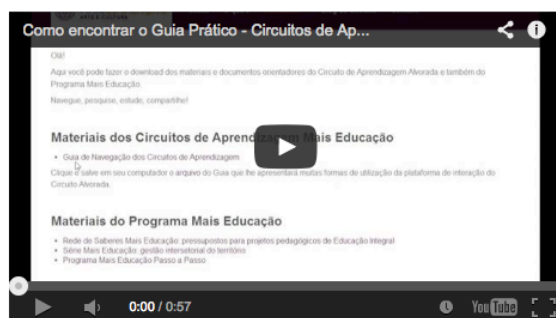 ARTE E CULTURA
Como encontrar o Guia Prático - Circuitos de Ap...
Olá!
Aqui você pode fazer o download dos materiais e documentos orientadores do Circuito de Aprendizagem Alvorada e também do
Programa Mais Educação.
Navegue, pesquise, estude, compartilhe!
Materiais dos Circuitos de Aprendizagem Mais Educação
• Guia de Navegação dos Circuitos de Aprendizagem
Clique e salve em seu computador o arquivo do Guia que lhe apresentará muitas formas de utilização da plataforma de interação do
Circuito Alvorada.
Materiais do Programa Mais Educação
• Rede de Saberes Mais Educação: pressupostos para projetos pedagógicos de Educação Integral
• Série Mais Educação: gestão intersetorial do território
• Programa Mais Educação Passo a Passo
0:00 / 0:57
YouTube